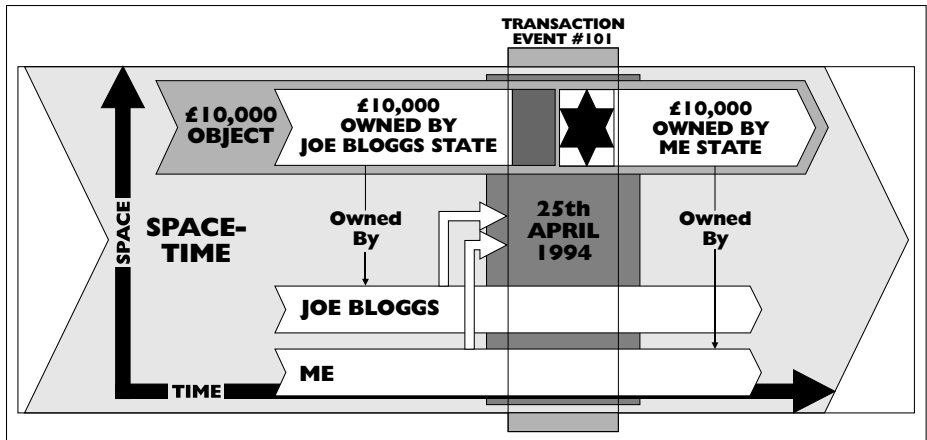 TRANSACTION
EVENT #101
£10,000
OBJECT
£10,000
OWNED BY
JOE BLOGGS STATE
£10,000
OWNED BY
ME STATE
SPACE
SPACE-
TIME
Owned
By
25th
APRIL
1994
Owned
By
JOE BLOGGS
ME
TIME